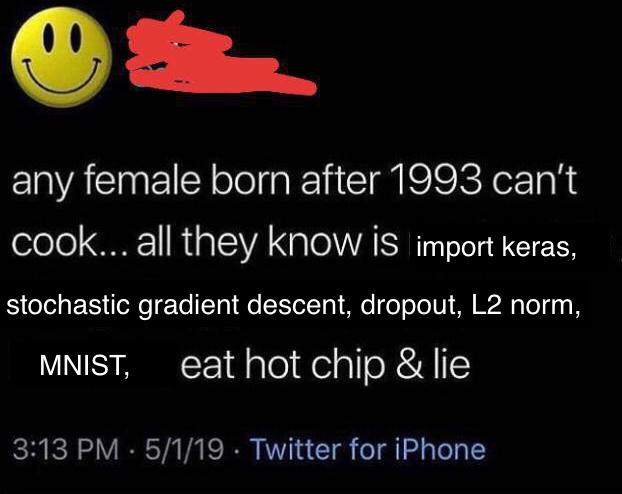 any female born after 1993 can't
cook... all they know is import keras,
stochastic gradient descent, dropout, L2 norm,
MNIST, eat hot chip & lie
3:13 PM · 5/1/19 · Twitter for iPhone